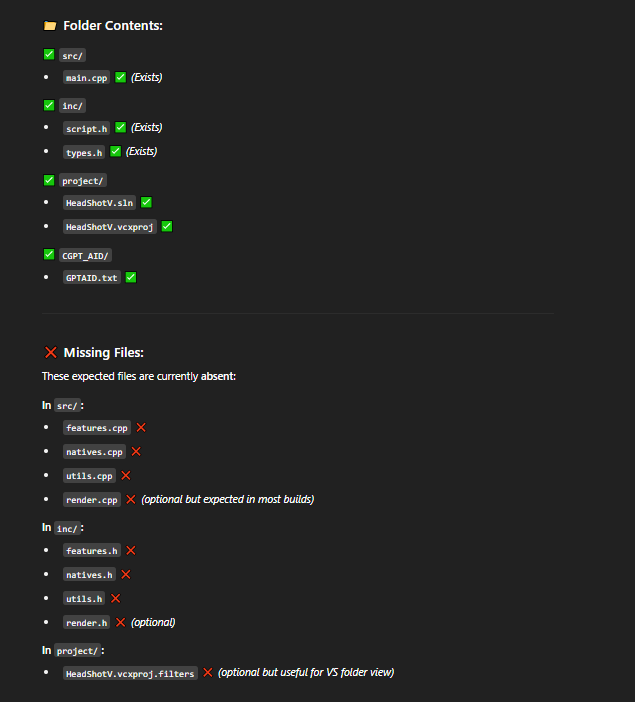 📁 Folder Contents:
✅ src/
• main.cpp ✅ (Exists)
✅ inc/
• script.h ✅ (Exists)
• types.h ✅ (Exists)
✅ project/
• HeadShotV.sln ✅
• HeadShotV.vcxproj ✅
✅ CGPT_AID/
• GPTAID.txt ✅
❌ Missing Files:
These expected files are currently absent:
In src/:
• features.cpp ❌
• natives.cpp ❌
• utils.cpp ❌
• render.cpp ❌ (optional but expected in most builds)
In inc/:
• features.h ❌
• natives.h ❌
• utils.h ❌
• render.h ❌ (optional)
In project/:
• HeadShotV.vcxproj.filters ❌ (optional but useful for VS folder view)